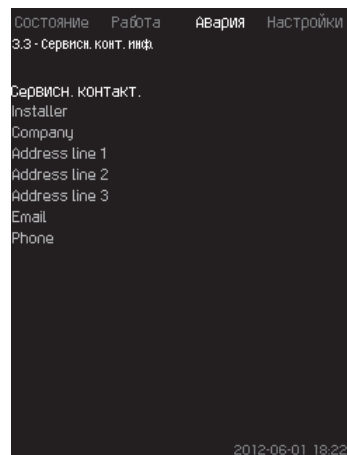 Состояние Работа Авария Настройки
3.3 - Сервисн. конт. инф.
Сервисн. контакт.
Installer
Company
Address line 1
Address line 2
Address line 3
Email
Phone
2012-06-01 18:22